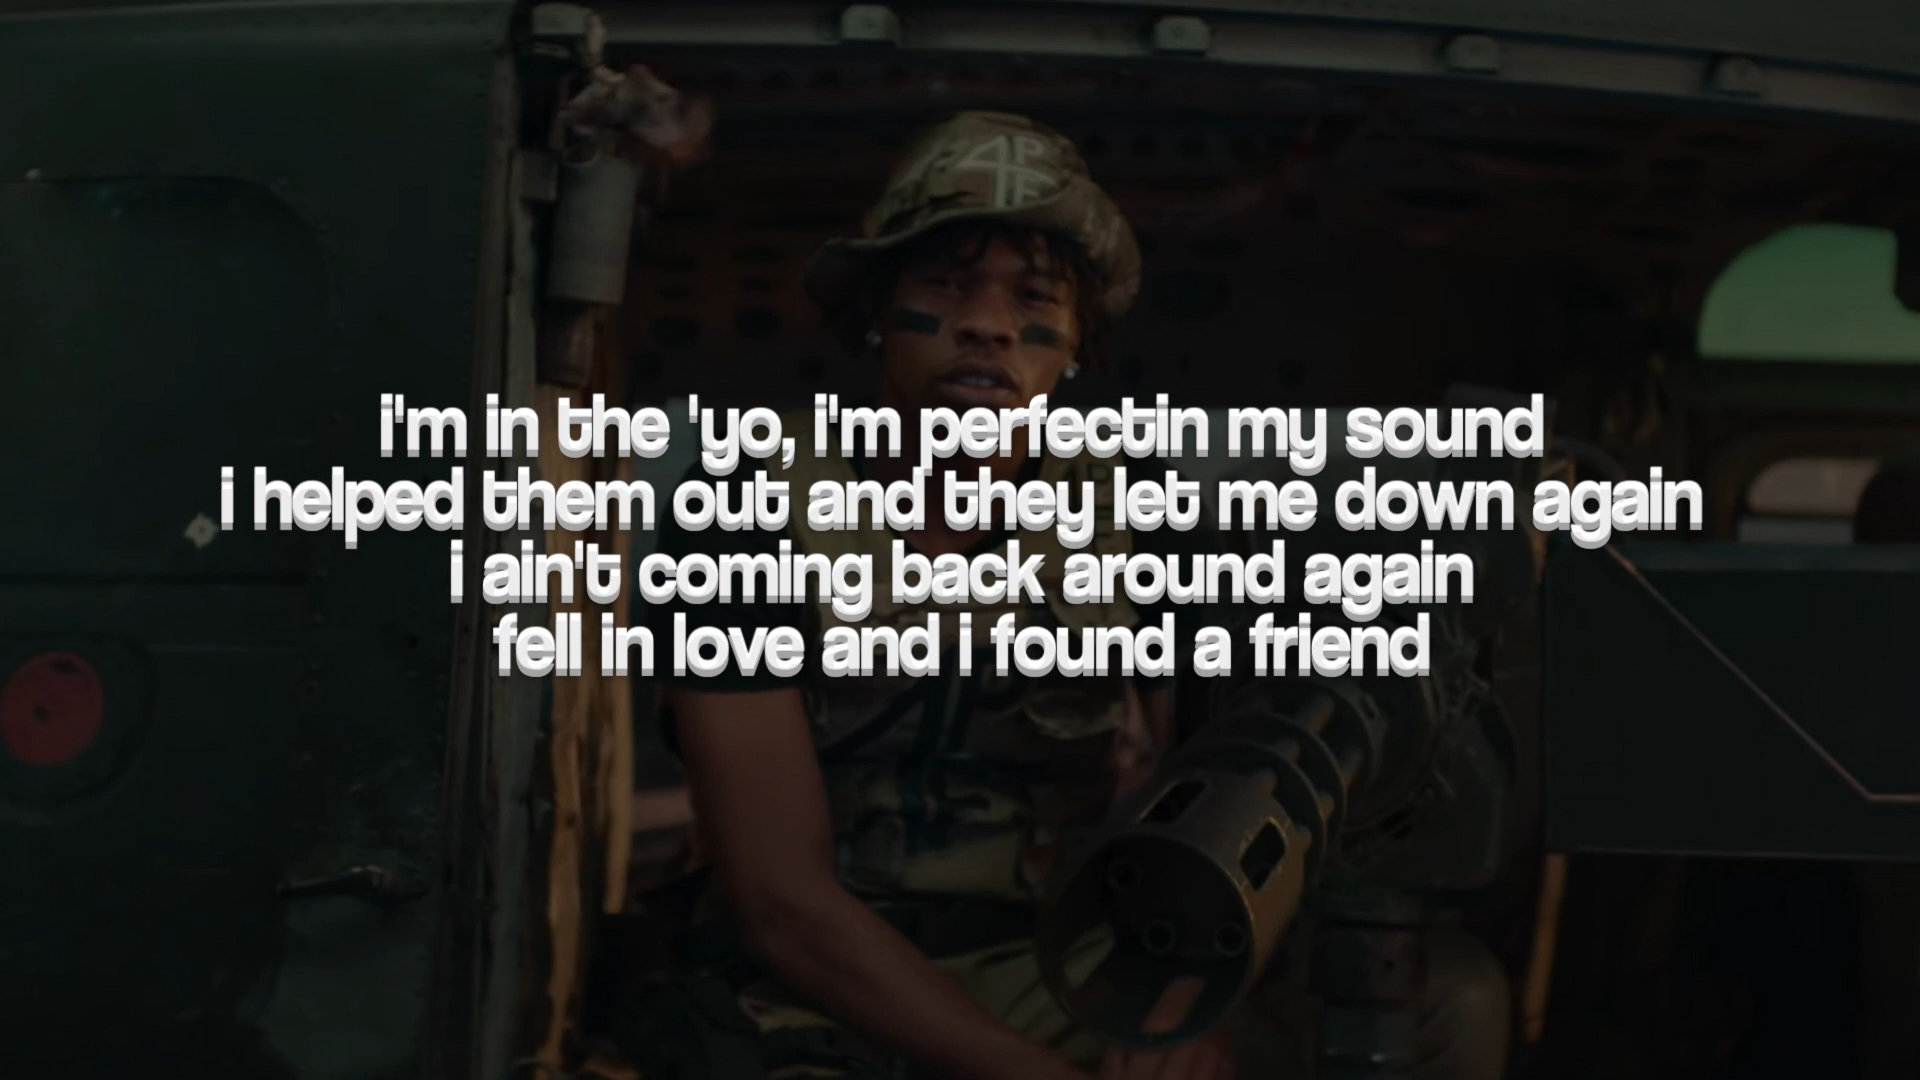 4P
F
i'm in the 'yo, i'm perfectin my sound
i helped them out and they let me down again
i ain't coming back around again
fell in love and i found a friend